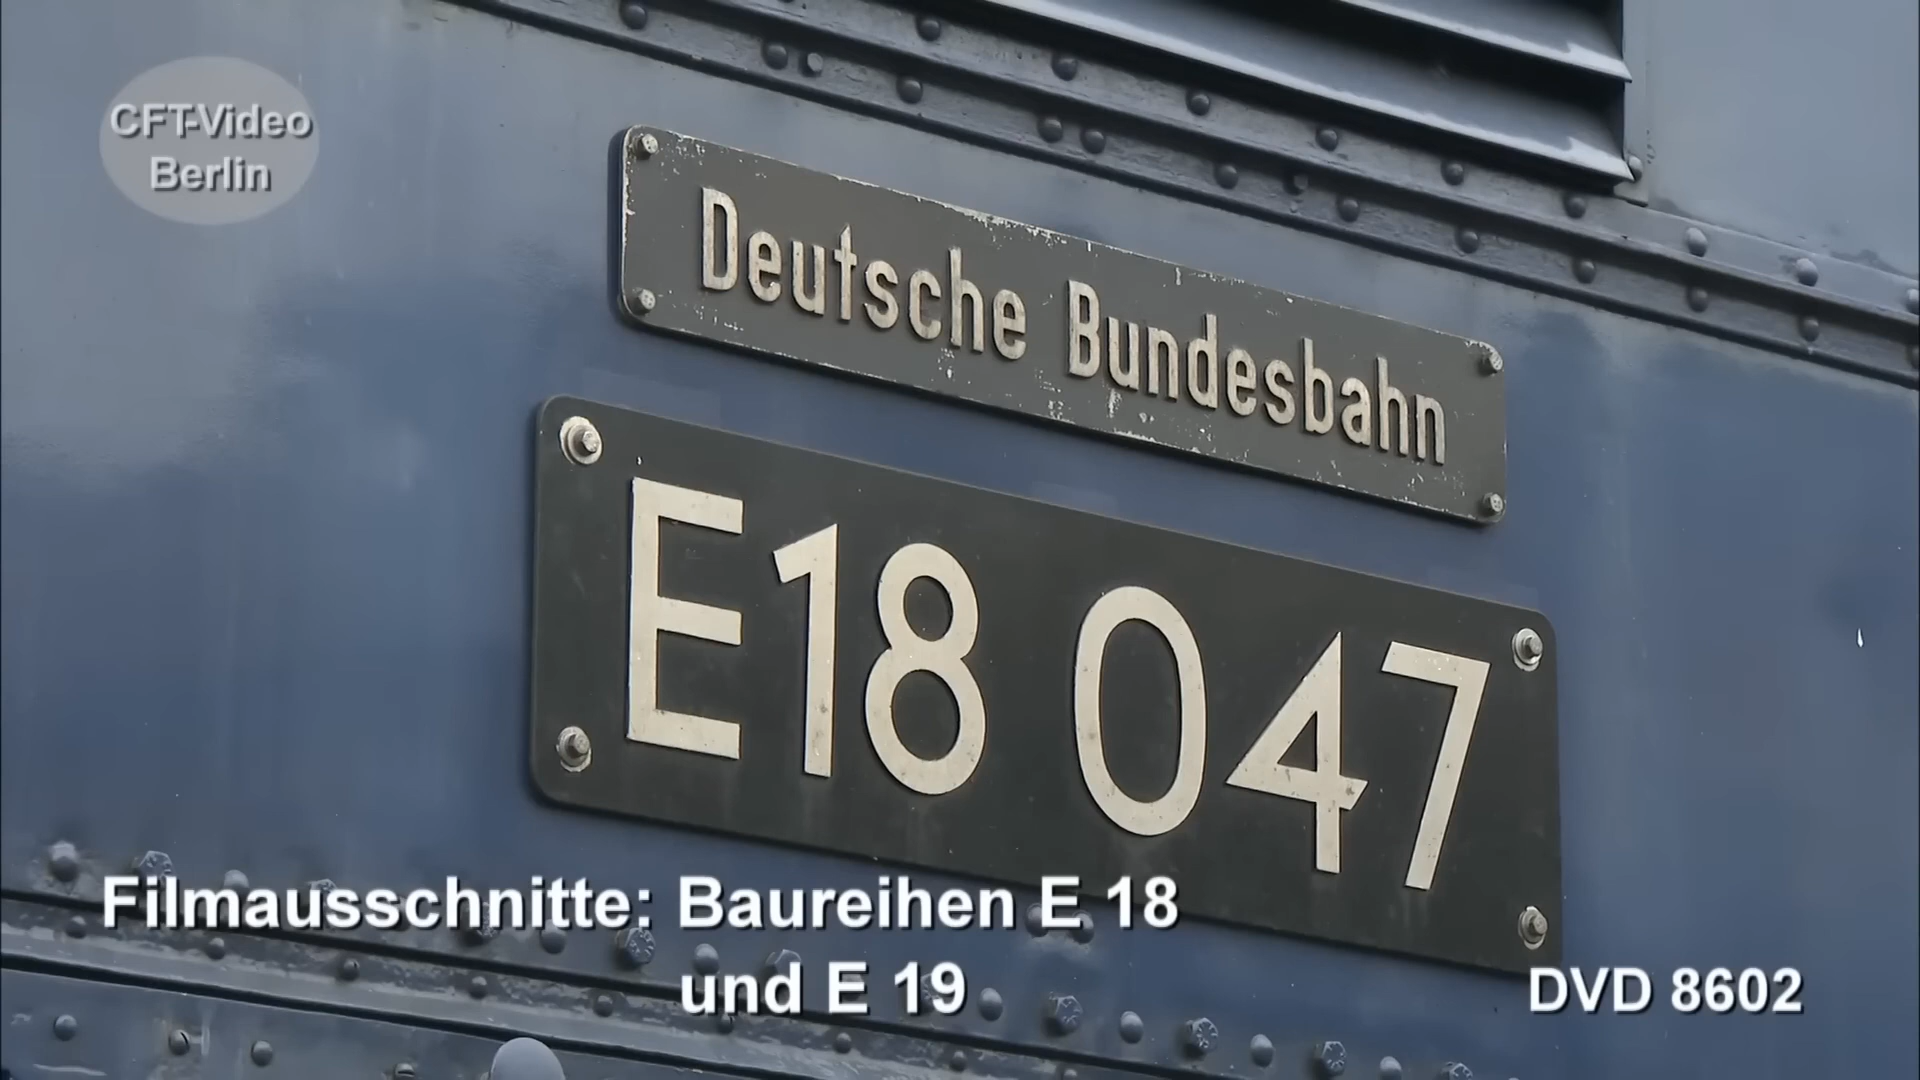 CFT-Video
Berlin
Deutsche Bundesbahn
E18 047
Filmausschnitte: Baureihen E 18
und E 19
DVD 8602